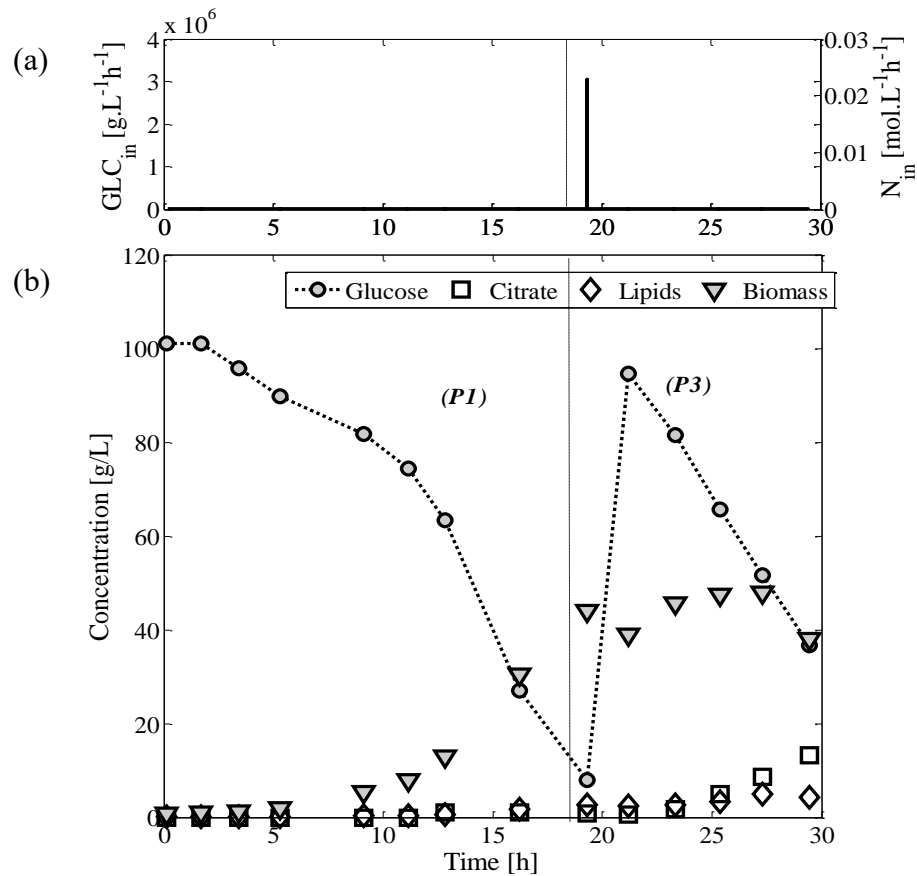 (a)
x 10^6
GLC_in [g.L^-1h^-1]
4
3
2
1
0
0.03
0.02
0.01
0
N_in [mol.L^-1h^-1]
0 5 10 15 20 25 30
(b)
Concentration [g/L]
120
100
80
60
40
20
0
Glucose Citrate Lipids Biomass
(P1) (P3)
0 5 10 15 20 25 30
Time [h]